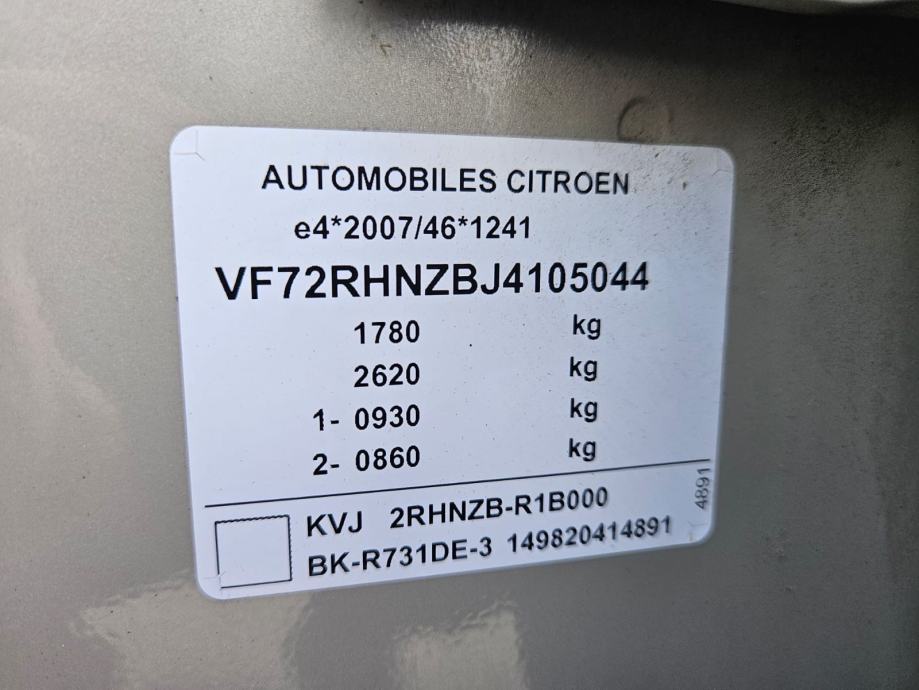 AUTOMOBILES CITROEN
e4*2007/46*1241
VF72RHNZBJ4105044
1780 kg
2620 kg
1- 0930 kg
2- 0860 kg
4891
KVJ 2RHNZB-R1B000
BK-R731DE-3 149820414891